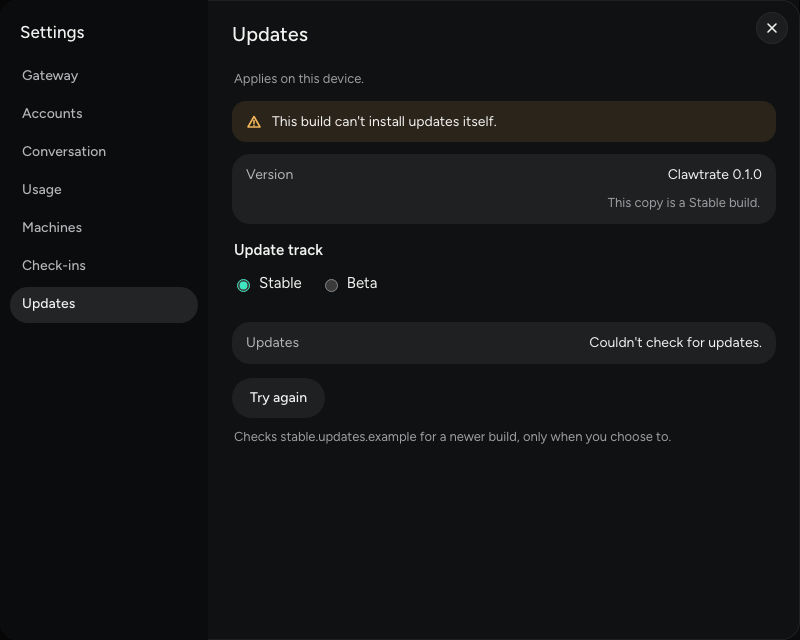 Settings
Gateway
Accounts
Conversation
Usage
Machines
Check-ins
Updates
Updates
Applies on this device.
This build can't install updates itself.
Version
Clawtrate 0.1.0
This copy is a Stable build.
Update track
Stable
Beta
Updates
Couldn't check for updates.
Try again
Checks stable.updates.example for a newer build, only when you choose to.